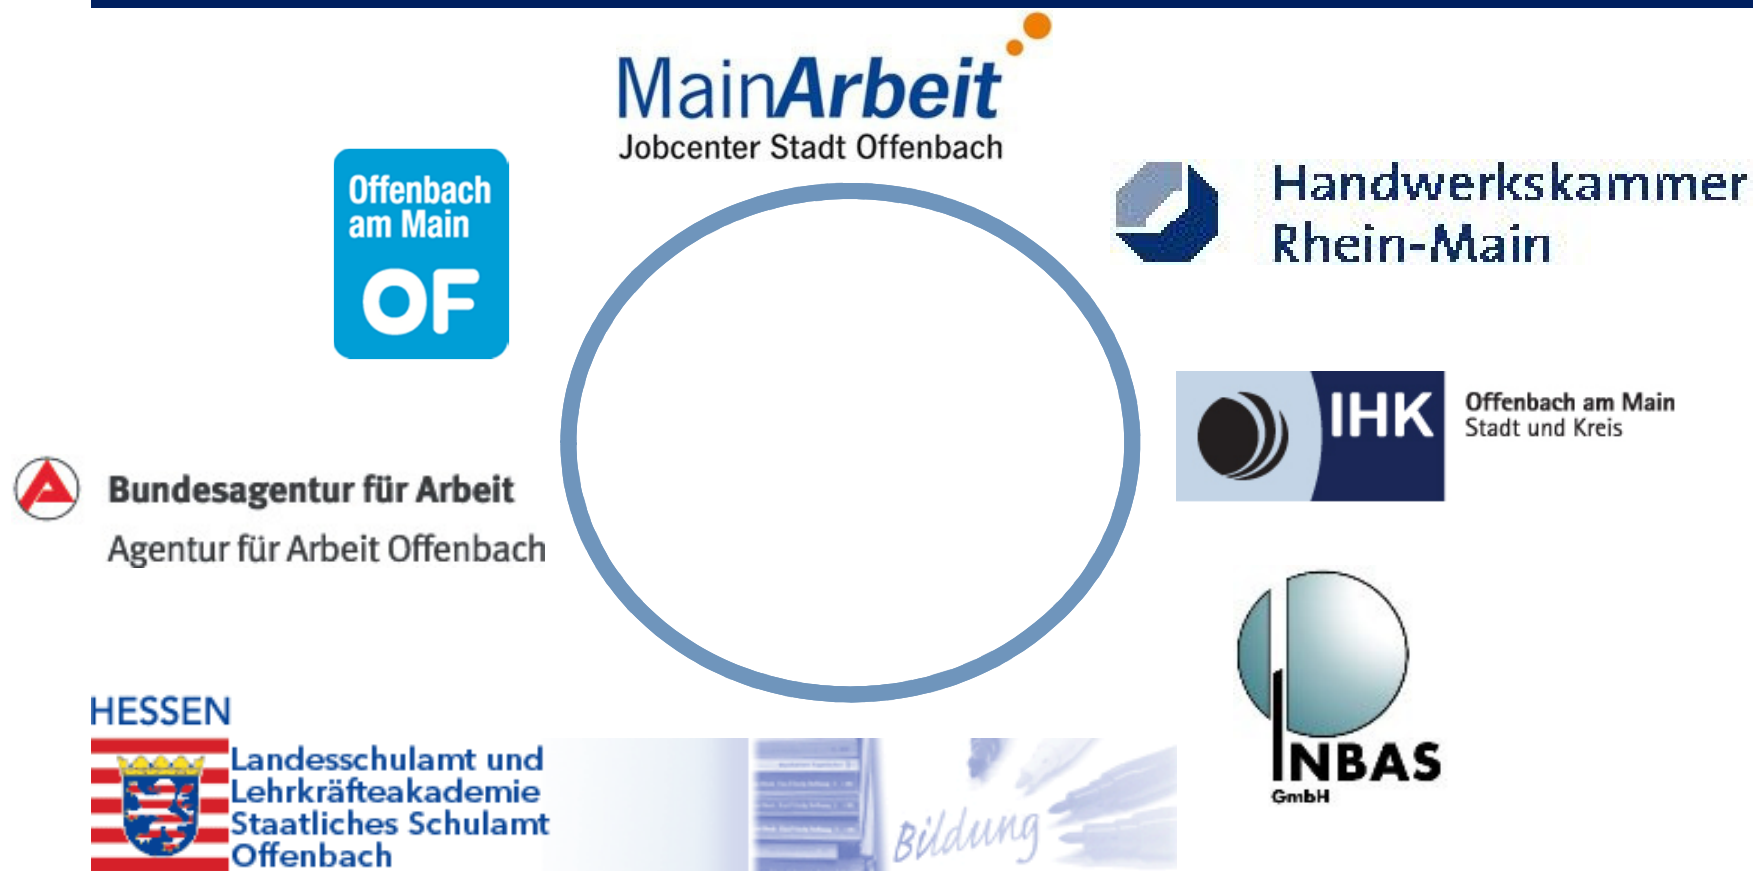 MainArbeit
Jobcenter Stadt Offenbach
Offenbach
am Main
OF
Handwerkskammer
Rhein-Main
IHK
Offenbach am Main
Stadt und Kreis
Bundesagentur für Arbeit
Agentur für Arbeit Offenbach
INBAS
GmbH
HESSEN
Landesschulamt und
Lehrkräfteakademie
Staatliches Schulamt
Offenbach
Bildung